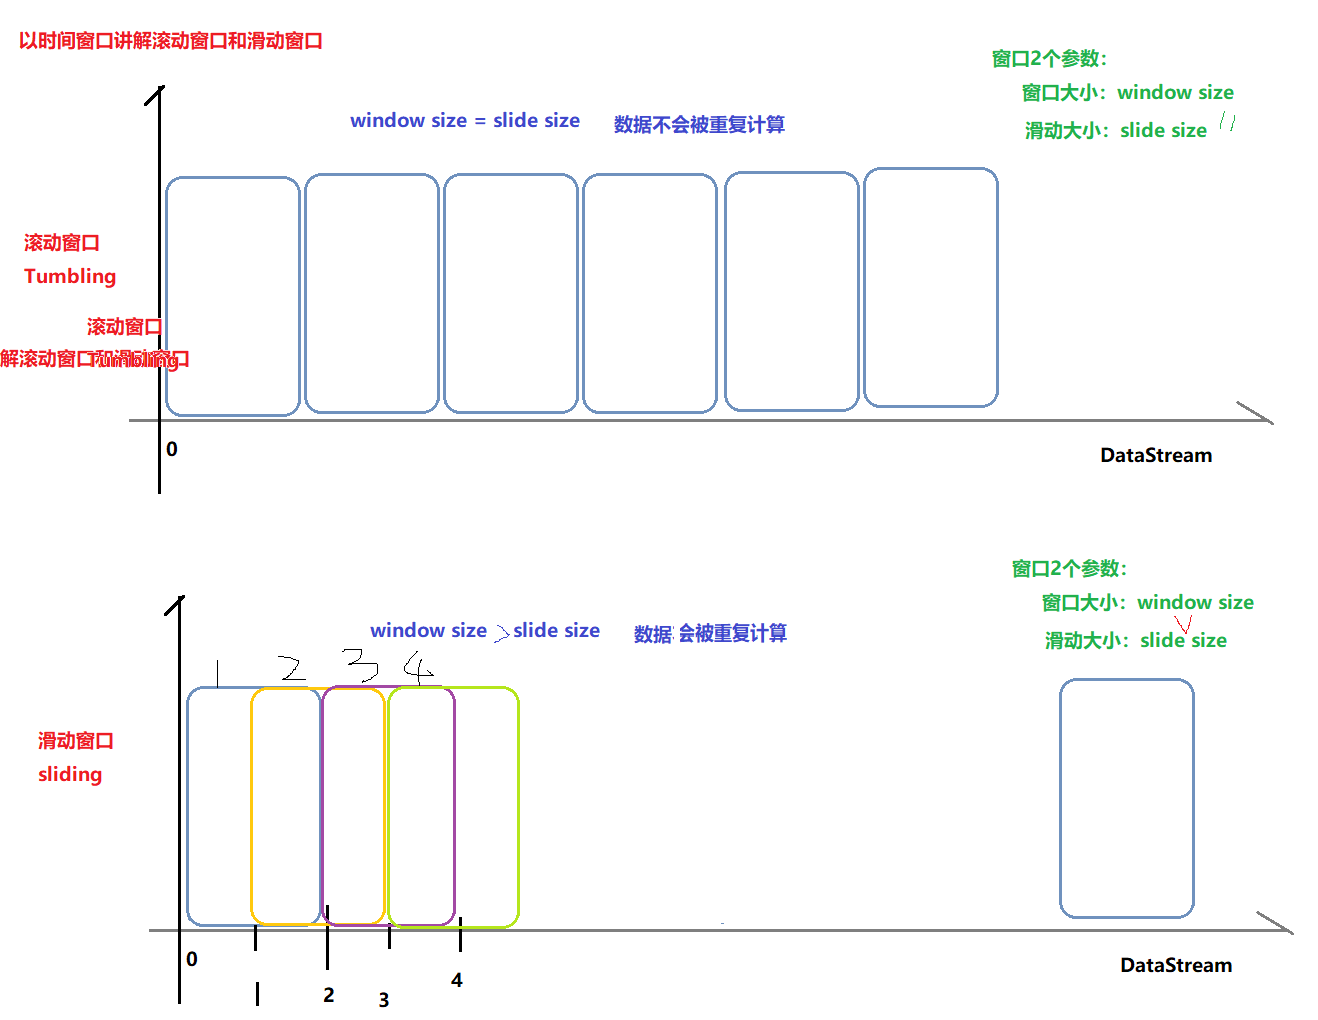 以时间窗口讲解滚动窗口和滑动窗口
窗口2个参数：
窗口大小：window size
滑动大小：slide size
window size = slide size 数据不会被重复计算
滚动窗口
Tumbling
滚动窗口
解滚动窗口和滑动窗口
Tumbling
0
DataStream
窗口2个参数：
窗口大小：window size
滑动大小：slide size
window size > slide size 数据会被重复计算
1 2 3 4
滑动窗口
sliding
0
1 2 3 4
DataStream